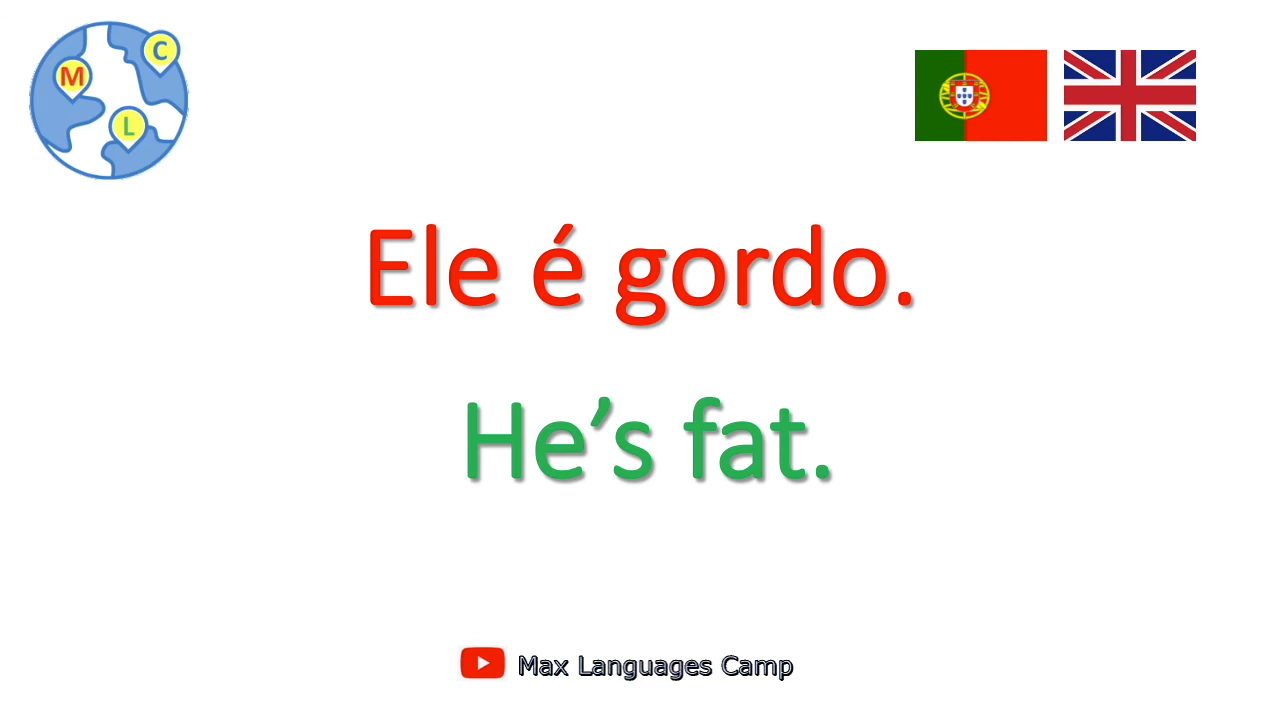 M
C
L
Ele é gordo.
He’s fat.
Max Languages Camp